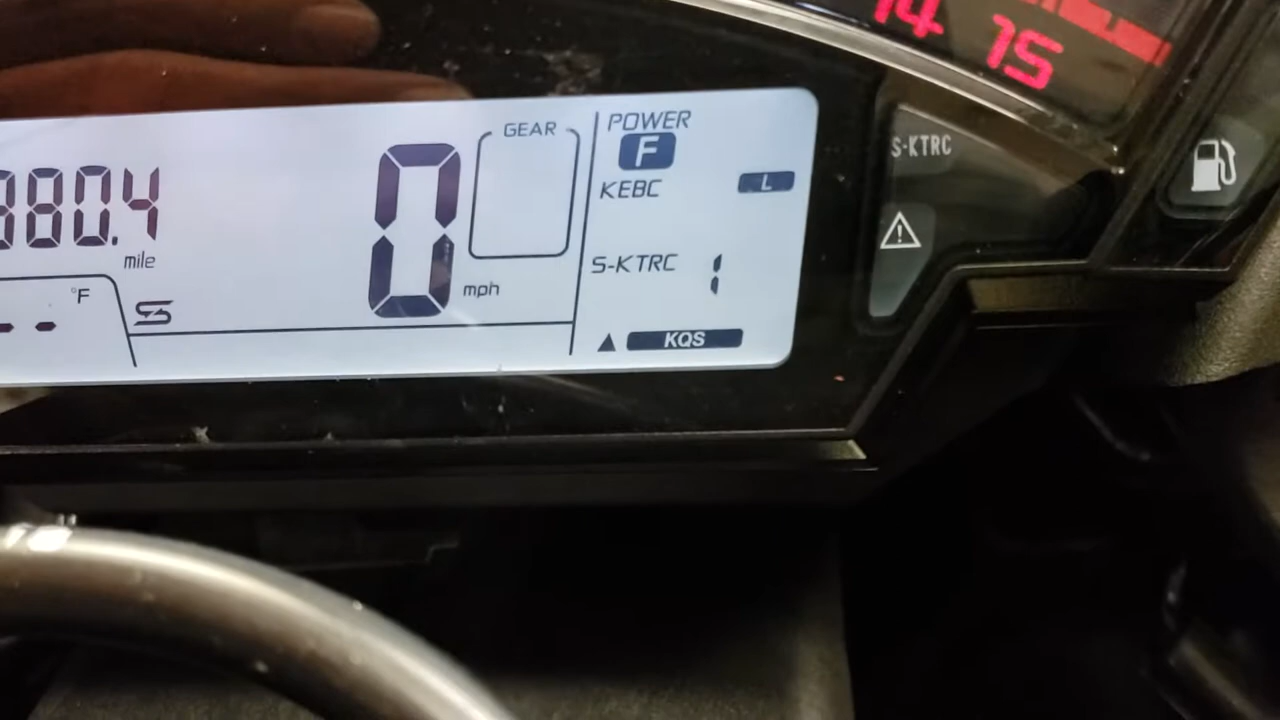 14 15
S-KTRC
GEAR
POWER
F
KEBC
L
880.4
mile
0
mph
S-KTRC
1
°F
--
KQS